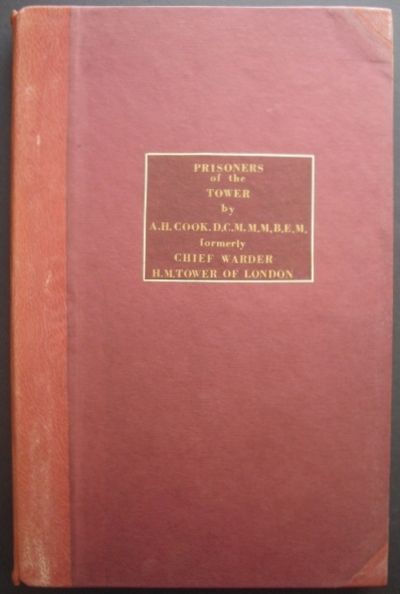 PRISONERS
of the
TOWER
by
A.H. COOK. D,C.M. M,M, B,E,M.
formerly
CHIEF WARDER
H.M.TOWER OF LONDON